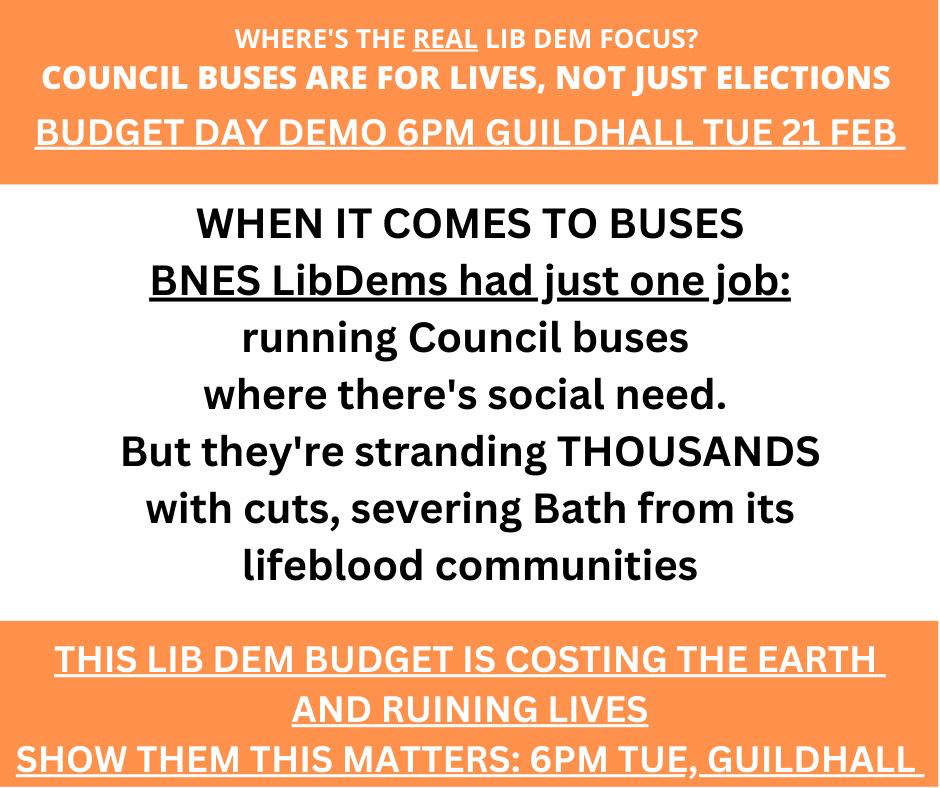 WHERE'S THE REAL LIB DEM FOCUS?
COUNCIL BUSES ARE FOR LIVES, NOT JUST ELECTIONS
BUDGET DAY DEMO 6PM GUILDHALL TUE 21 FEB
WHEN IT COMES TO BUSES
BNES LibDems had just one job:
running Council buses
where there's social need.
But they're stranding THOUSANDS
with cuts, severing Bath from its
lifeblood communities
THIS LIB DEM BUDGET IS COSTING THE EARTH
AND RUINING LIVES
SHOW THEM THIS MATTERS: 6PM TUE, GUILDHALL